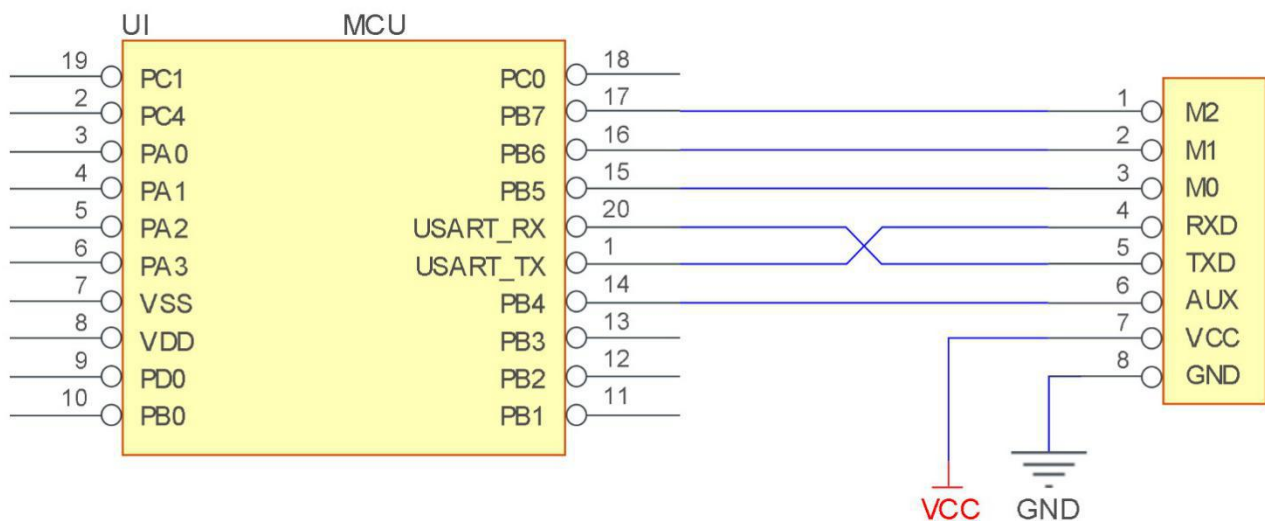 UI MCU
19 PC1 PC0 18
2 PC4 PB7 17 1 M2
3 PA0 PB6 16 2 M1
4 PA1 PB5 15 3 M0
5 PA2 USART_RX 20 4 RXD
6 PA3 USART_TX 1 5 TXD
7 VSS PB4 14 6 AUX
8 VDD PB3 13 7 VCC
9 PD0 PB2 12 8 GND
10 PB0 PB1 11
VCC GND